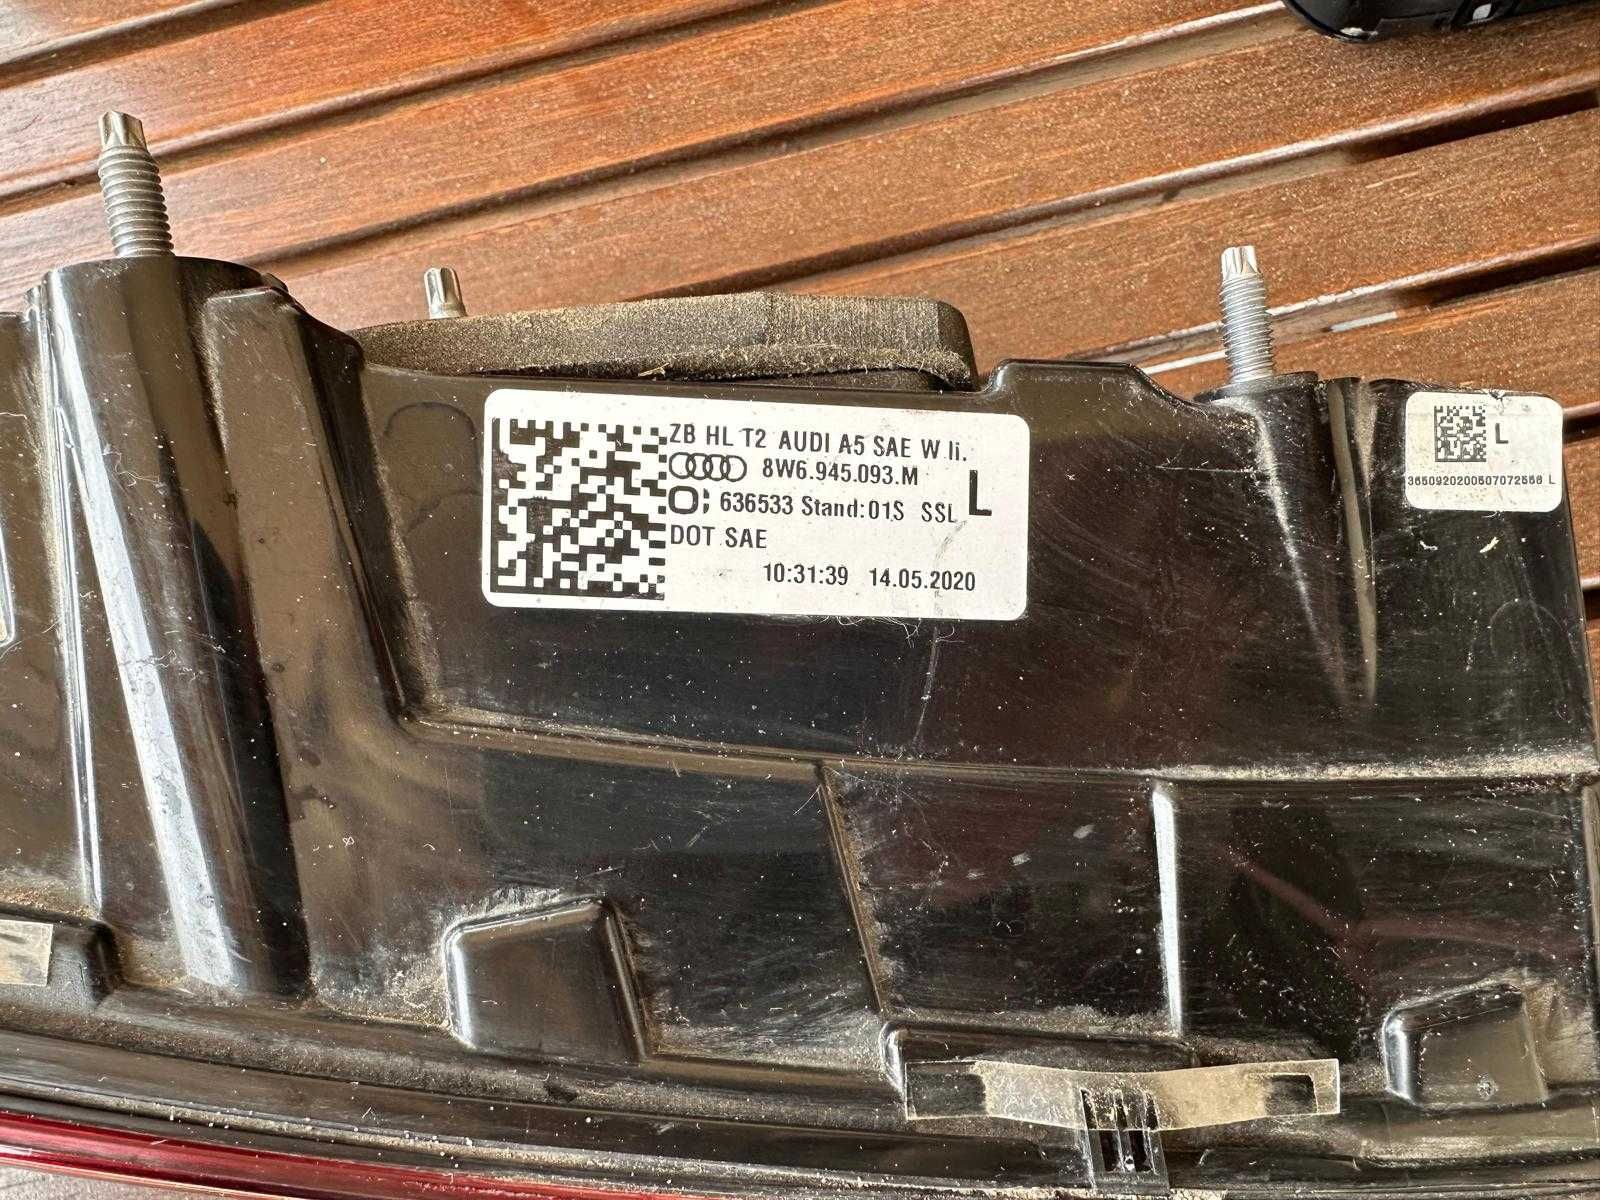 ZB HL T2 AUDI A5 SAE W li.
8W6.945.093.M
636533 Stand:01S SSL L
DOT SAE
10:31:39 14.05.2020
L